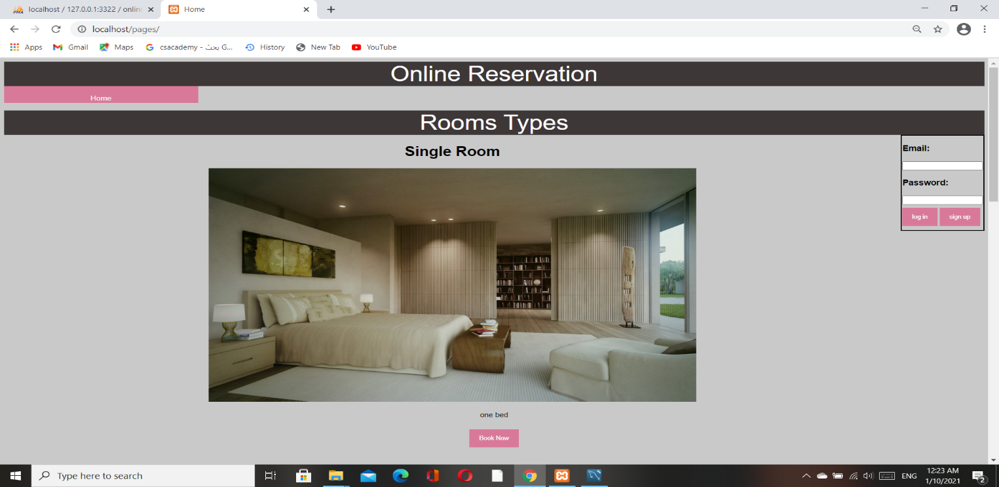 localhost / 127.0.0.1:3322 / onlin
Home
localhost/pages/
Apps
Gmail
Maps
csacademy - بحث G...
History
New Tab
YouTube
Online Reservation
Home
Rooms Types
Single Room
Email:
Password:
log in
sign up
one bed
Book Now
Type here to search
ENG
12:23 AM
1/10/2021
2